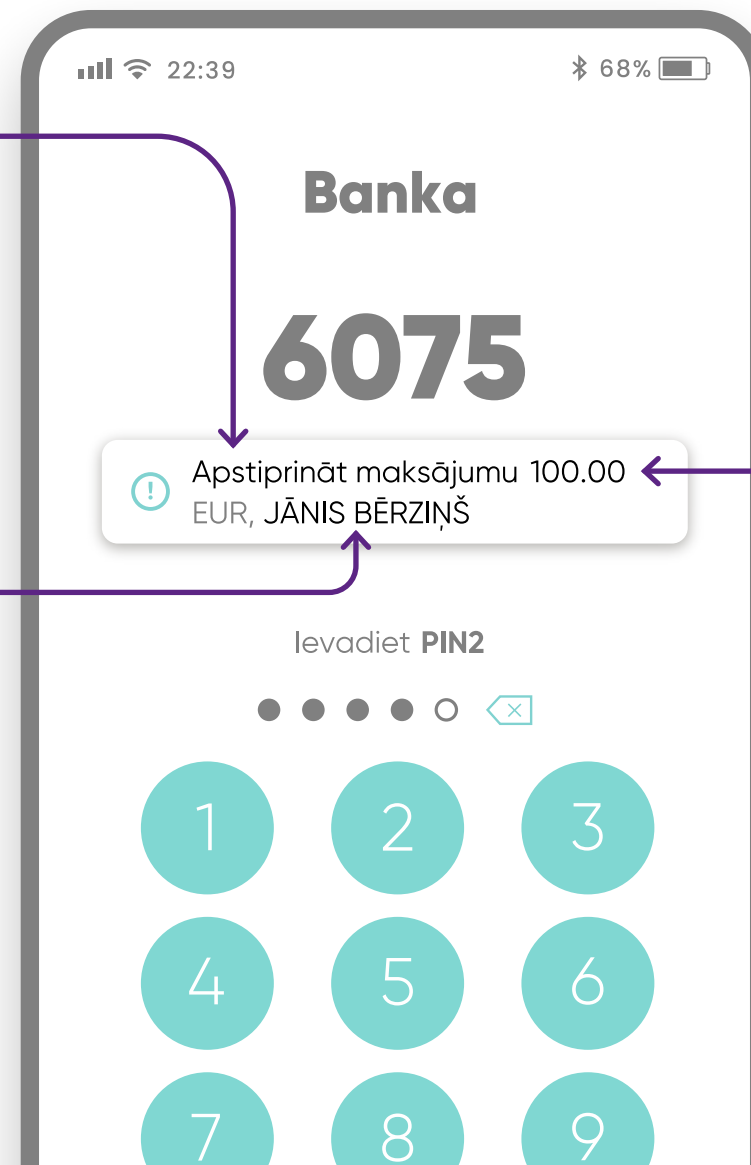 22:39 68%
Banka
6075
Apstiprināt maksājumu 100.00
EUR, JĀNIS BĒRZIŅŠ
Ievadiet PIN2
1 2 3
4 5 6
7 8 9